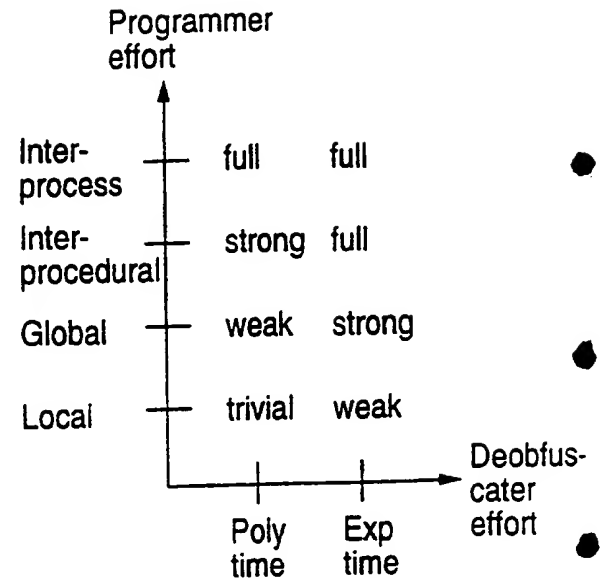 Programmer
effort
Inter-
process
full full
Inter-
procedural
strong full
Global
weak strong
Local
trivial weak
Deobfus-
cater
effort
Poly
time
Exp
time